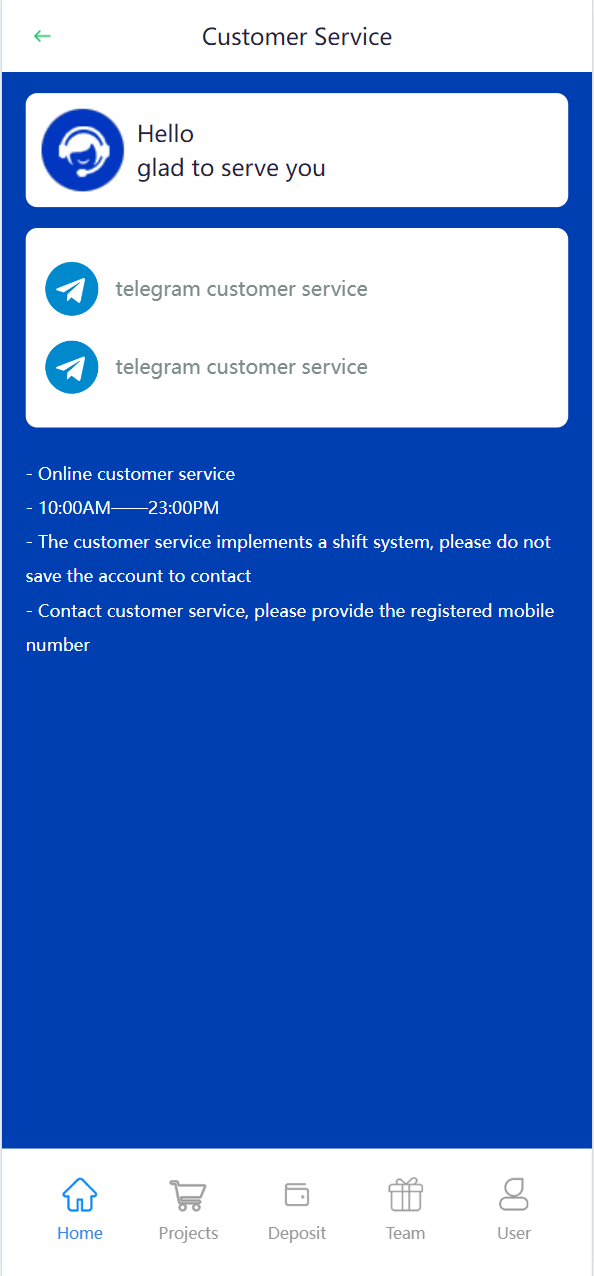 Customer Service
Hello
glad to serve you
telegram customer service
telegram customer service
- Online customer service
- 10:00AM——23:00PM
- The customer service implements a shift system, please do not
save the account to contact
- Contact customer service, please provide the registered mobile
number
Home
Projects
Deposit
Team
User